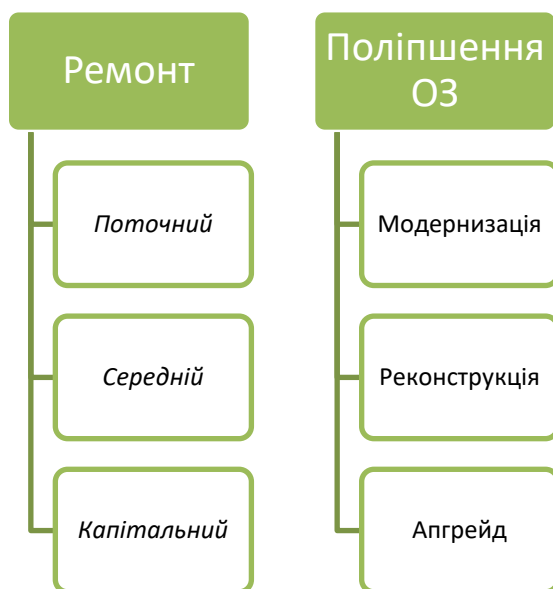 Ремонт
Поточний
Середній
Капітальний
Поліпшення
ОЗ
Модернизація
Реконструкція
Апгрейд